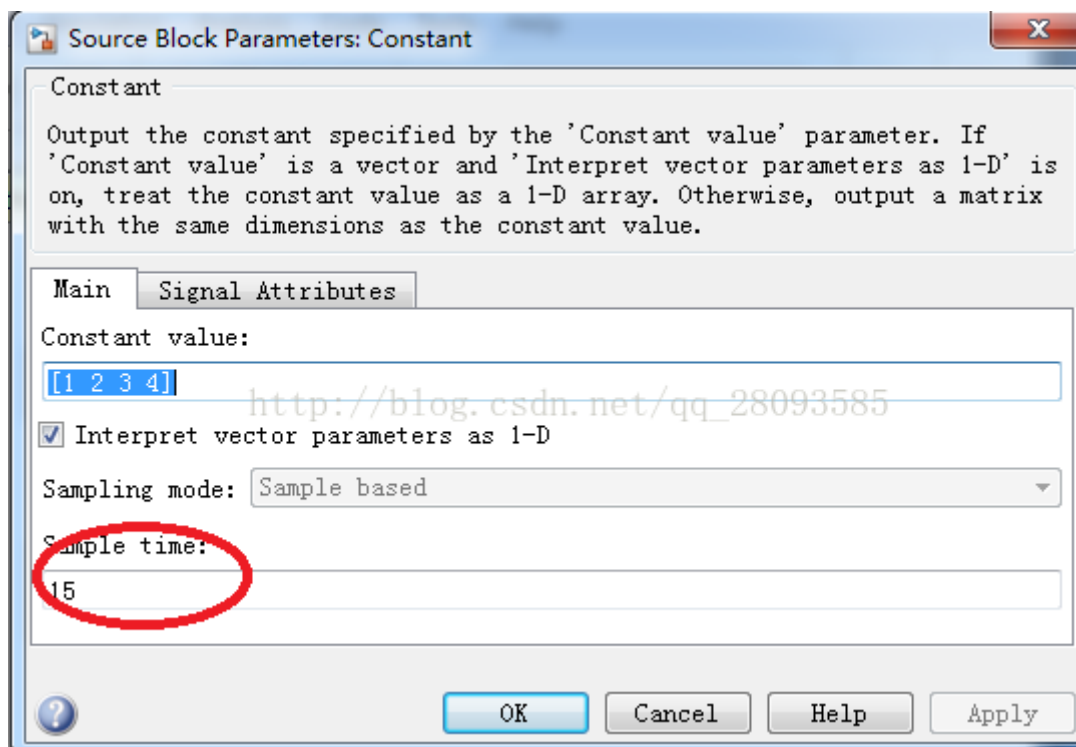 Source Block Parameters: Constant
x
Constant
Output the constant specified by the 'Constant value' parameter. If
'Constant value' is a vector and 'Interpret vector parameters as 1-D' is
on, treat the constant value as a 1-D array. Otherwise, output a matrix
with the same dimensions as the constant value.
Main Signal Attributes
Constant value:
[1 2 3 4]
http://blog.csdn.net/qq_28093585
Interpret vector parameters as 1-D
Sampling mode: Sample based
Sample time:
15
? OK Cancel Help Apply